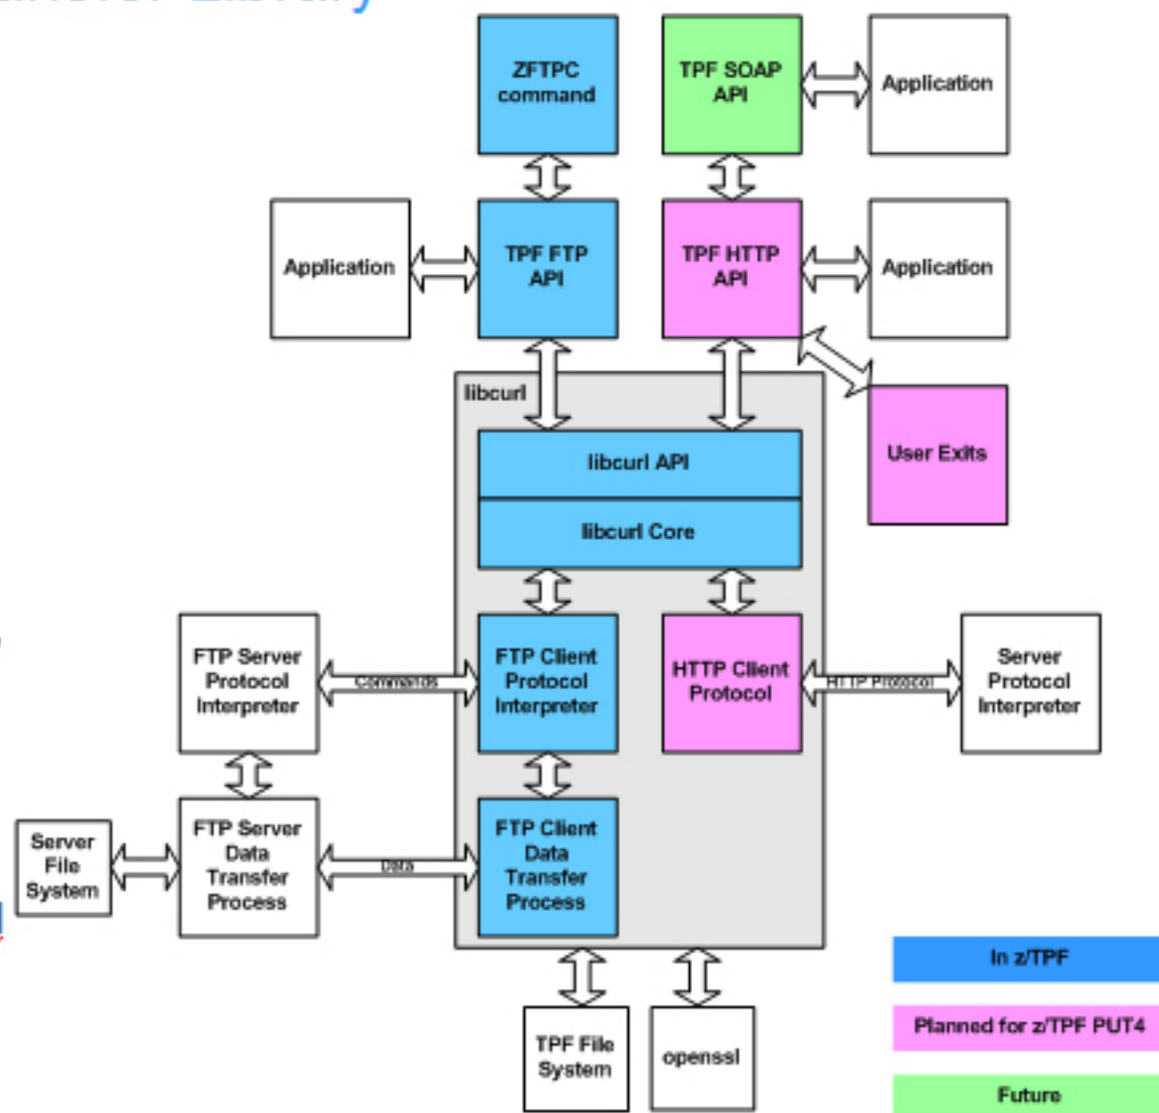 Library
ZFTPC
command
TPF SOAP
API
Application
Application
TPF FTP
API
TPF HTTP
API
Application
libcurl
libcurl API
User Exits
libcurl Core
FTP Server
Protocol
Interpreter
Commands
FTP Client
Protocol
Interpreter
HTTP Client
Protocol
HTTP Protocol
Server
Protocol
Interpreter
Server
File
System
FTP Server
Data
Transfer
Process
Data
FTP Client
Data
Transfer
Process
In z/TPF
TPF File
System
openssl
Planned for z/TPF PUT4
Future